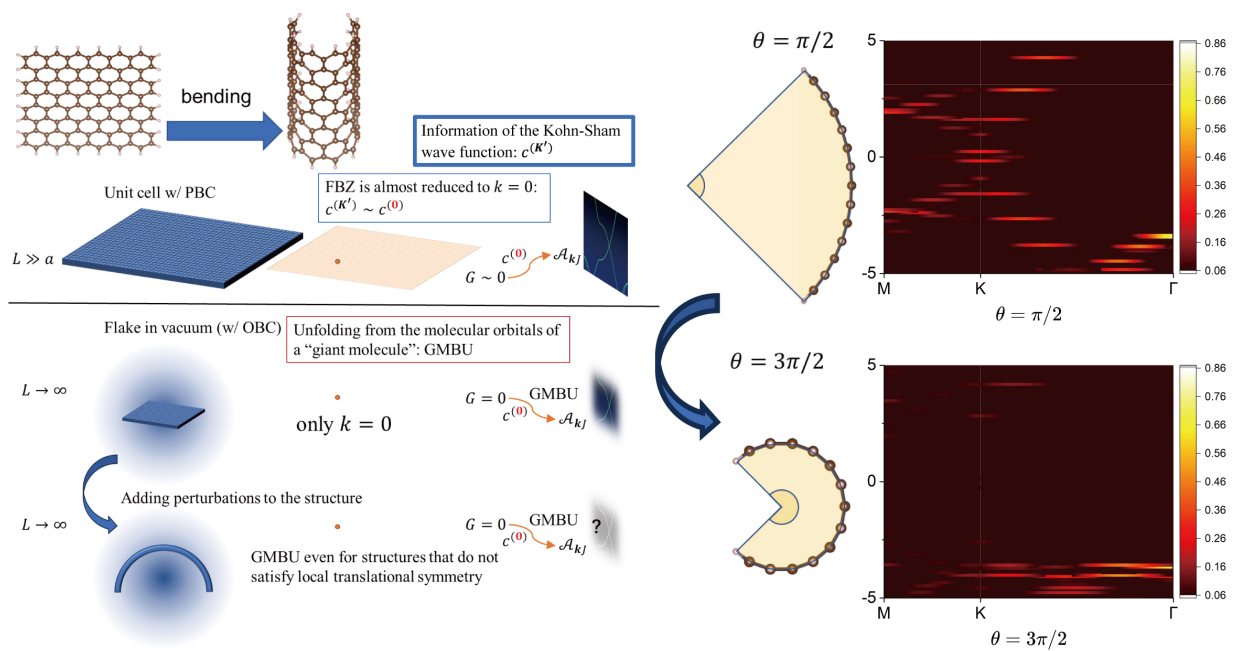 bending
Information of the Kohn-Sham
wave function: c^(K′)
Unit cell w/ PBC
FBZ is almost reduced to k = 0:
c^(K′) ~ c^(0)
L ≫ a
c^(0)
G ~ 0
𝒜_kJ
Flake in vacuum (w/ OBC)
Unfolding from the molecular orbitals of
a “giant molecule”: GMBU
L → ∞
only k = 0
G = 0
GMBU
c^(0)
𝒜_kJ
Adding perturbations to the structure
L → ∞
G = 0
GMBU
c^(0)
𝒜_kJ
?
GMBU even for structures that do not
satisfy local translational symmetry
θ = π/2
5
0
-5
M
K
Γ
0.86
0.76
0.66
0.56
0.46
0.36
0.26
0.16
0.06
θ = π/2
θ = 3π/2
5
0
-5
M
K
Γ
0.86
0.76
0.66
0.56
0.46
0.36
0.26
0.16
0.06
θ = 3π/2